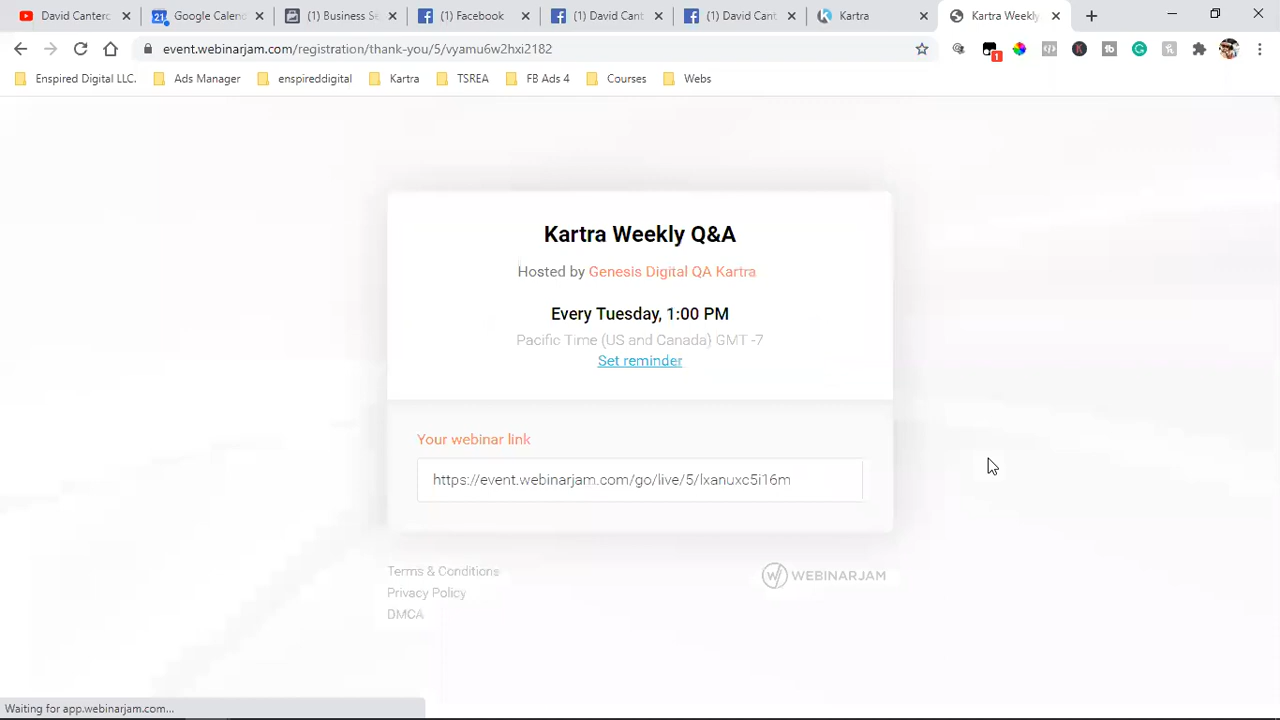 David Canterc
Google Calenc
(1) Business Se
(1) Facebook
(1) David Cant
(1) David Cant
Kartra
Kartra Weekly
event.webinarjam.com/registration/thank-you/5/vyamu6w2hxi2182
Enspired Digital LLC.
Ads Manager
enspireddigital
Kartra
TSREA
FB Ads 4
Courses
Webs
Kartra Weekly Q&A
Hosted by Genesis Digital QA Kartra
Every Tuesday, 1:00 PM
Pacific Time (US and Canada) GMT -7
Set reminder
Your webinar link
https://event.webinarjam.com/go/live/5/lxanuxc5i16m
Terms & Conditions
WEBINARJAM
Privacy Policy
DMCA
Waiting for app.webinarjam.com...